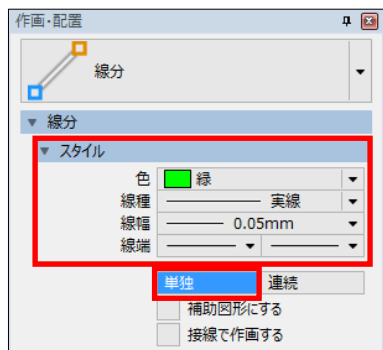 作画・配置
線分
線分
スタイル
色 緑
線種 実線
線幅 0.05mm
線端
単独 連続
補助図形にする
接線で作画する